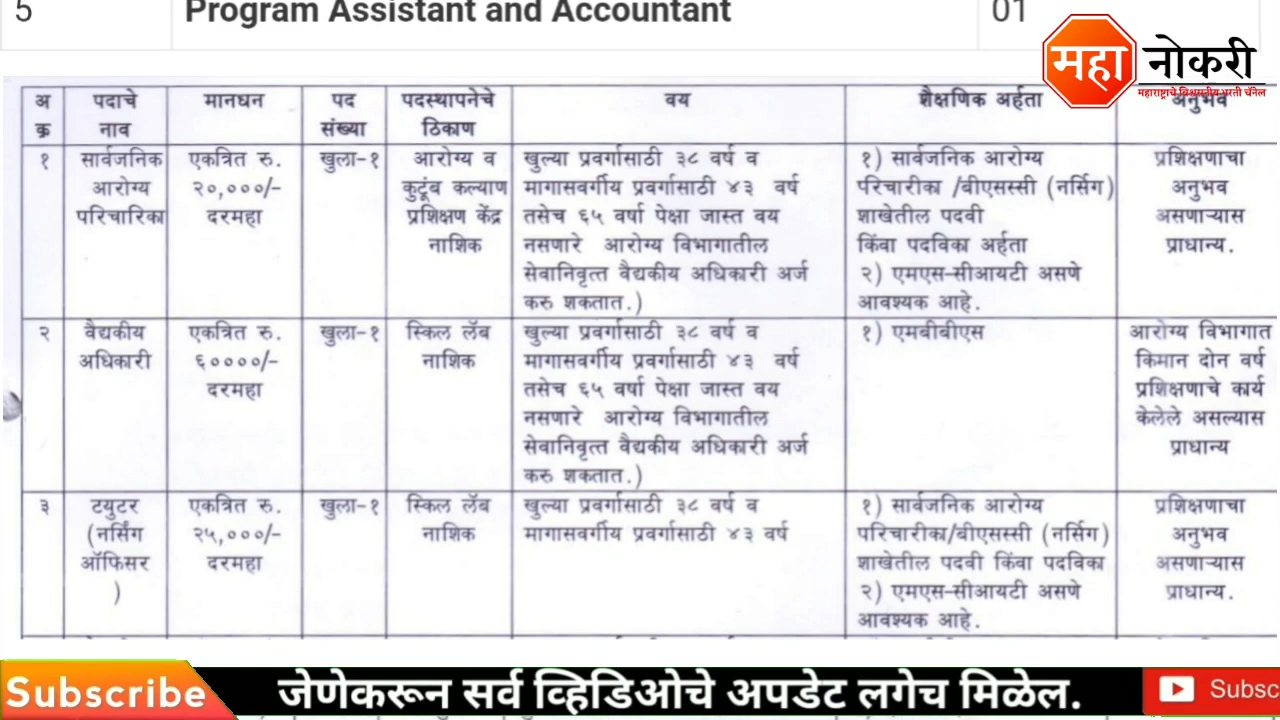 5 Program Assistant and Accountant 01
महा नोकरी
महाराष्ट्राचे विश्वसनीय भरती चॅनेल
अ पदाचे मानधन पद पदस्थापनेचे वय शैक्षणिक अर्हता अनुभव
क्र नाव संख्या ठिकाण
१ सार्वजनिक एकत्रित रु. खुला-१ आरोग्य व खुल्या प्रवर्गासाठी ३८ वर्ष व १) सार्वजनिक आरोग्य प्रशिक्षणाचा
आरोग्य २०,०००/- कुटूंब कल्याण मागासवर्गीय प्रवर्गासाठी ४३ वर्ष परिचारीका /बीएसस्सी (नर्सिग) अनुभव
परिचारिका दरमहा प्रशिक्षण केंद्र तसेच ६५ वर्षा पेक्षा जास्त वय शाखेतील पदवी असणाऱ्यास
नाशिक नसणारे आरोग्य विभागातील किंवा पदविका अर्हता प्राधान्य.
सेवानिवृत्त वैद्यकीय अधिकारी अर्ज २) एमएस-सीआयटी असणे
करु शकतात.) आवश्यक आहे.
२ वैद्यकीय एकत्रित रु. खुला-१ स्किल लॅब खुल्या प्रवर्गासाठी ३८ वर्ष व १) एमबीबीएस आरोग्य विभागात
अधिकारी ६००००/- नाशिक मागासवर्गीय प्रवर्गासाठी ४३ वर्ष किमान दोन वर्ष
दरमहा तसेच ६५ वर्षा पेक्षा जास्त वय प्रशिक्षणाचे कार्य
नसणारे आरोग्य विभागातील केलेले असल्यास
सेवानिवृत्त वैद्यकीय अधिकारी अर्ज प्राधान्य
करु शकतात.)
३ टयुटर एकत्रित रु. खुला-१ स्किल लॅब खुल्या प्रवर्गासाठी ३८ वर्ष व १) सार्वजनिक आरोग्य प्रशिक्षणाचा
(नर्सिंग २५,०००/- नाशिक मागासवर्गीय प्रवर्गासाठी ४३ वर्ष परिचारीका/बीएसस्सी (नर्सिग) अनुभव
ऑफिसर दरमहा शाखेतील पदवी किंवा पदविका असणाऱ्यास
) २) एमएस-सीआयटी असणे प्राधान्य.
आवश्यक आहे.
Subscribe जेणेकरून सर्व व्हिडिओचे अपडेट लगेच मिळेल. Subsc